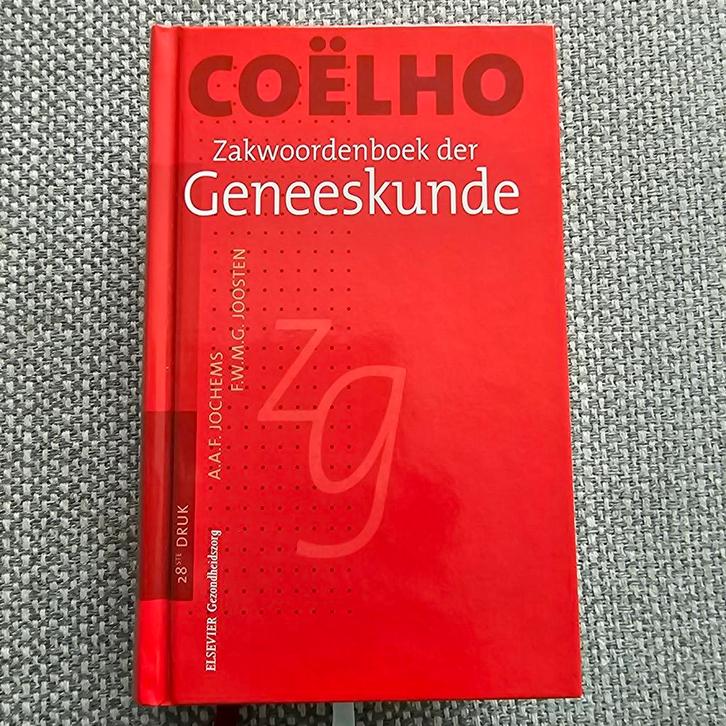 COËLHO
Zakwoordenboek der
Geneeskunde
A.A.F. JOCHEMS
F.W.M.G. JOOSTEN
zg
28STE DRUK
ELSEVIER Gezondheidszorg